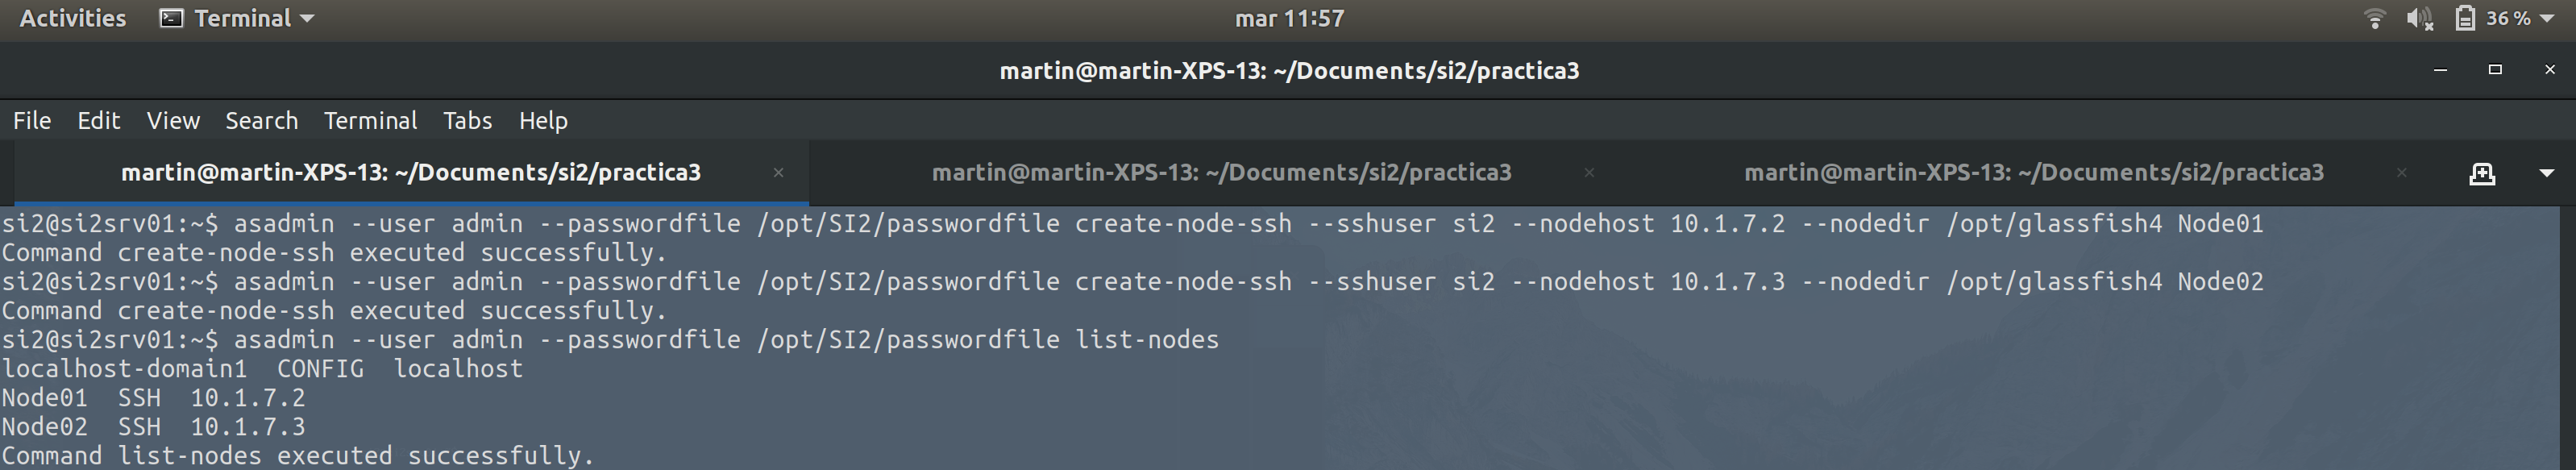 Activities Terminal mar 11:57 36 %
martin@martin-XPS-13: ~/Documents/si2/practica3
File Edit View Search Terminal Tabs Help
martin@martin-XPS-13: ~/Documents/si2/practica3 martin@martin-XPS-13: ~/Documents/si2/practica3 martin@martin-XPS-13: ~/Documents/si2/practica3
si2@si2srv01:~$ asadmin --user admin --passwordfile /opt/SI2/passwordfile create-node-ssh --sshuser si2 --nodehost 10.1.7.2 --nodedir /opt/glassfish4 Node01
Command create-node-ssh executed successfully.
si2@si2srv01:~$ asadmin --user admin --passwordfile /opt/SI2/passwordfile create-node-ssh --sshuser si2 --nodehost 10.1.7.3 --nodedir /opt/glassfish4 Node02
Command create-node-ssh executed successfully.
si2@si2srv01:~$ asadmin --user admin --passwordfile /opt/SI2/passwordfile list-nodes
localhost-domain1  CONFIG  localhost
Node01  SSH  10.1.7.2
Node02  SSH  10.1.7.3
Command list-nodes executed successfully.